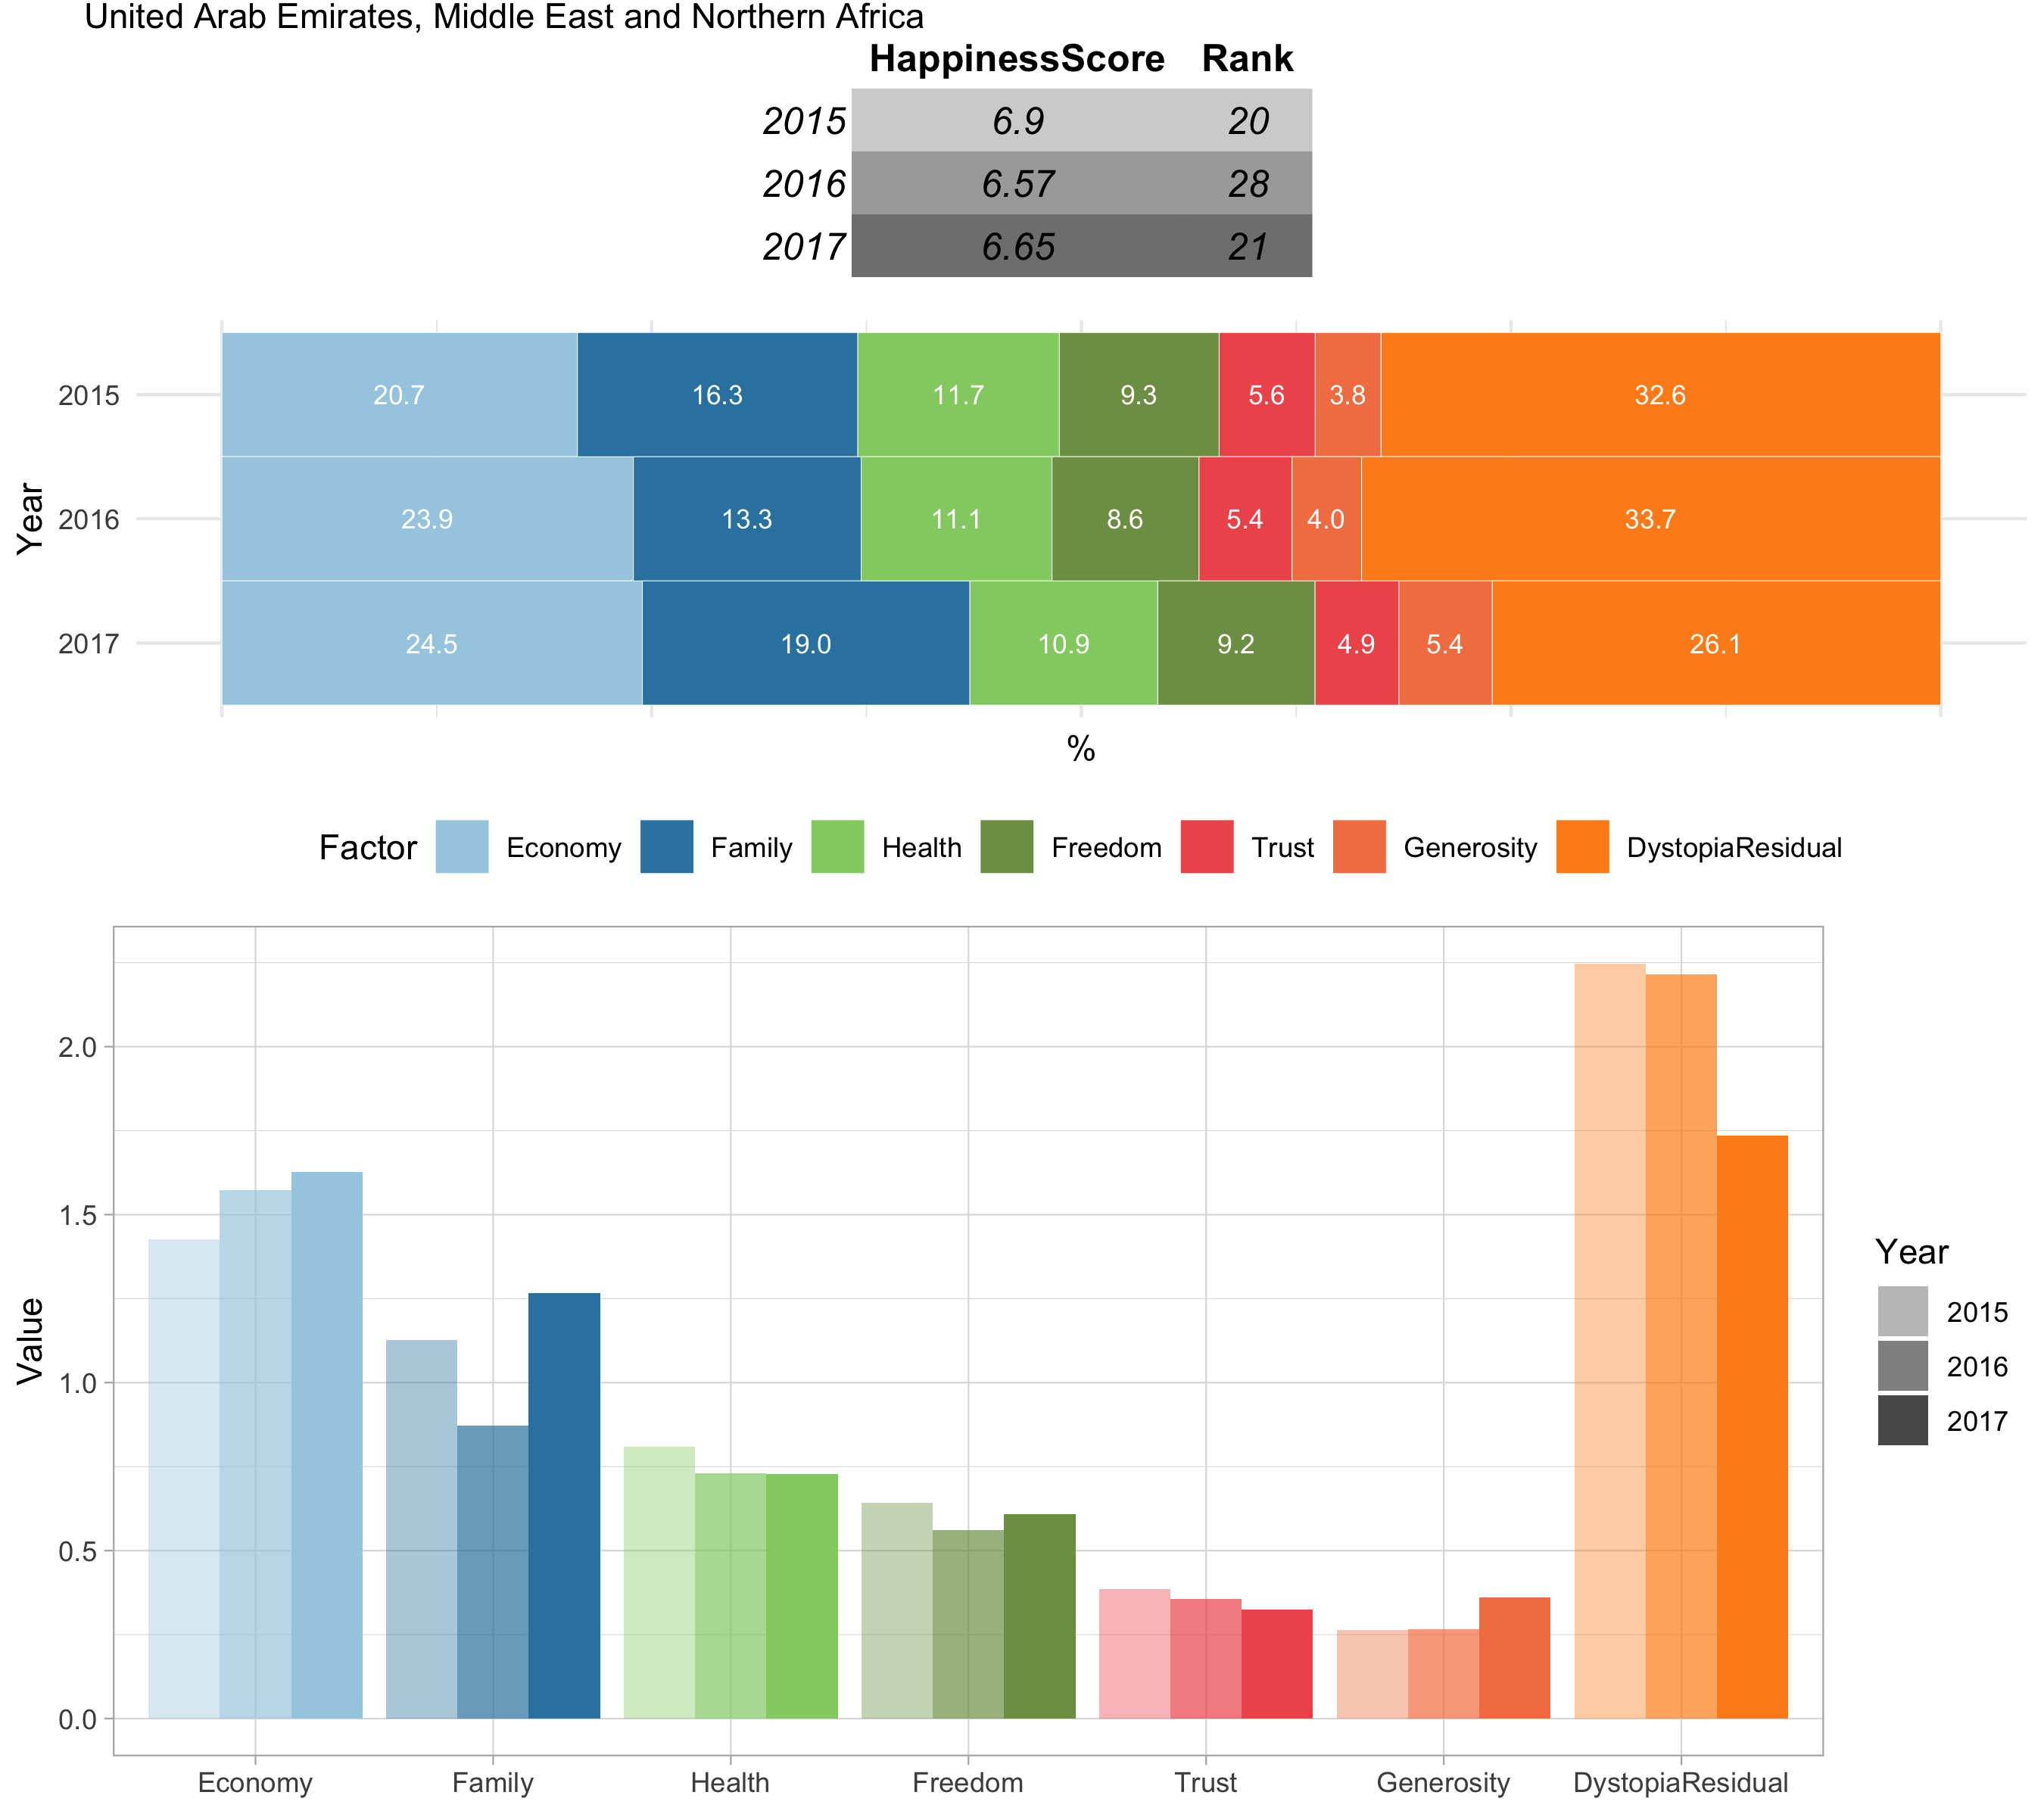 United Arab Emirates, Middle East and Northern Africa
HappinessScore Rank
2015 6.9 20
2016 6.57 28
2017 6.65 21
Year
2015 20.7 16.3 11.7 9.3 5.6 3.8 32.6
2016 23.9 13.3 11.1 8.6 5.4 4.0 33.7
2017 24.5 19.0 10.9 9.2 4.9 5.4 26.1
%
Factor Economy Family Health Freedom Trust Generosity DystopiaResidual
Value
2.0
1.5
1.0
0.5
0.0
Economy Family Health Freedom Trust Generosity DystopiaResidual
Year
2015
2016
2017